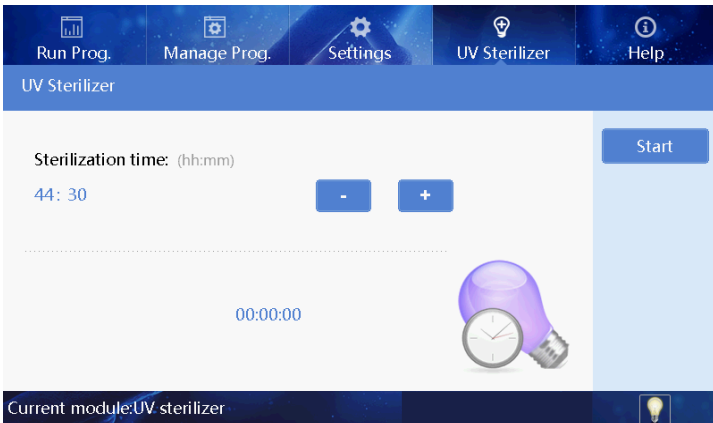 Run Prog. Manage Prog. Settings UV Sterilizer Help
UV Sterilizer
Start
Sterilization time: (hh:mm)
44: 30
- +
00:00:00
Current module:UV sterilizer